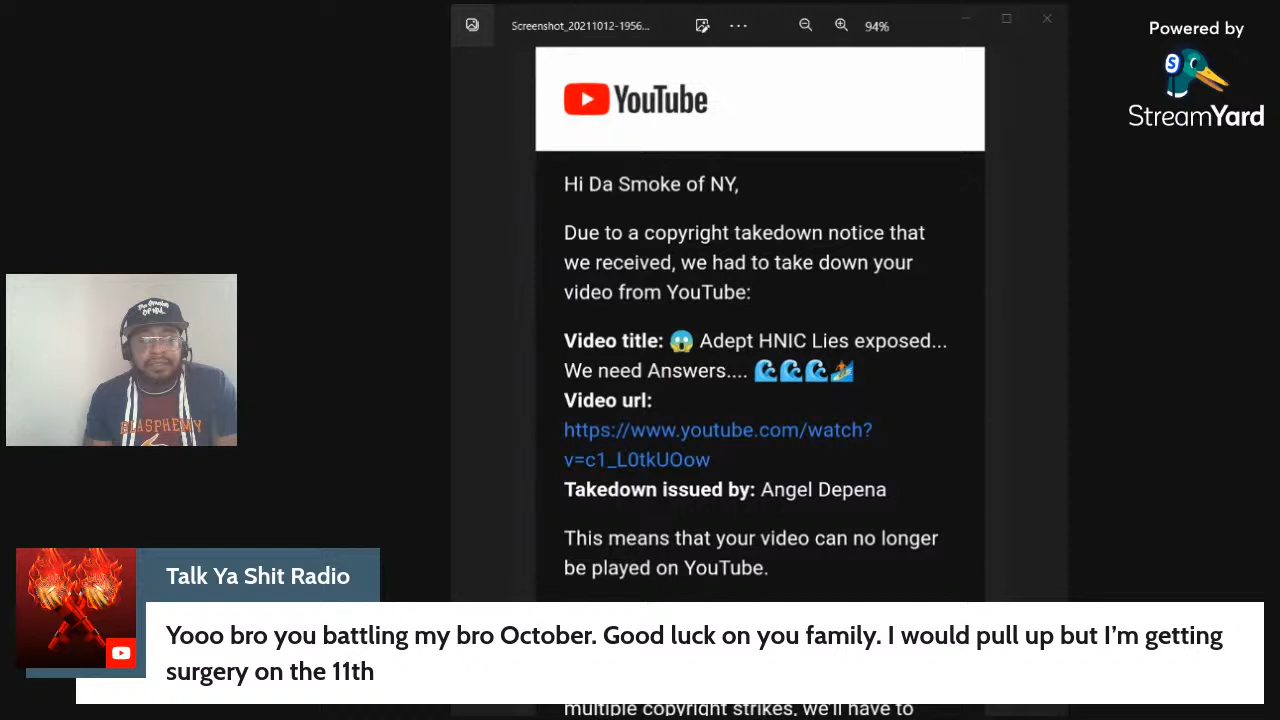 Screenshot_20211012-1956...
94%
Powered by
StreamYard
YouTube
Hi Da Smoke of NY,
Due to a copyright takedown notice that
we received, we had to take down your
video from YouTube:
Video title: 😱 Adept HNIC Lies exposed...
We need Answers.... 🌊🌊🌊🏄
Video url:
https://www.youtube.com/watch?
v=c1_L0tkUOow
Takedown issued by: Angel Depena
This means that your video can no longer
be played on YouTube.
BLASPHEMY
Talk Ya Shit Radio
Yooo bro you battling my bro October. Good luck on you family. I would pull up but I'm getting
surgery on the 11th
multiple copyright strikes, we'll have to